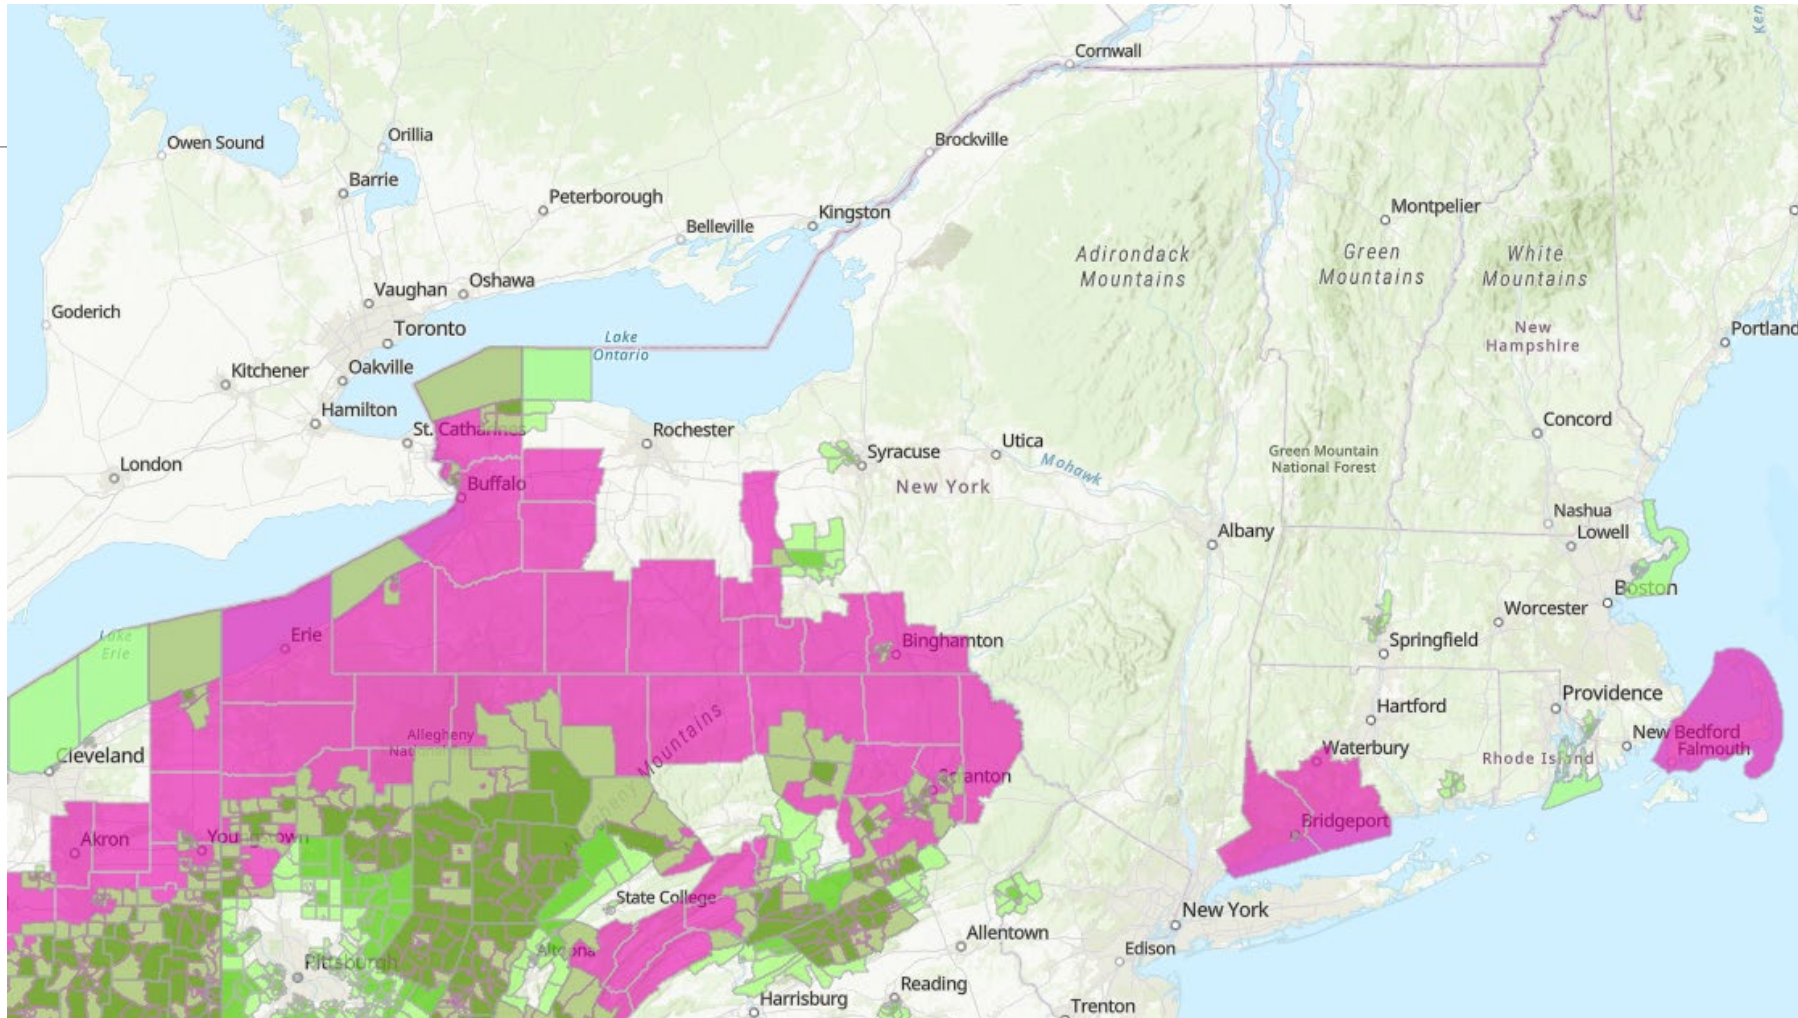 Cornwall
Brockville
Owen Sound
Orillia
Barrie
Peterborough
Kingston
Belleville
Montpelier
Adirondack
Mountains
Green
Mountains
White
Mountains
Vaughan
Oshawa
Goderich
Toronto
Lake
Ontario
New
Hampshire
Portland
Kitchener
Oakville
Hamilton
St. Catharines
Rochester
Syracuse
Utica
Mohawk
Concord
Green Mountain
National Forest
London
Buffalo
New York
Nashua
Lowell
Albany
Boston
Worcester
Lake
Erie
Erie
Binghamton
Springfield
Providence
Hartford
New Bedford
Falmouth
Allegheny
Mountains
Waterbury
Rhode Island
Cleveland
Scranton
Akron
Youngstown
Bridgeport
State College
New York
Allentown
Altoona
Edison
Pittsburgh
Reading
Harrisburg
Trenton